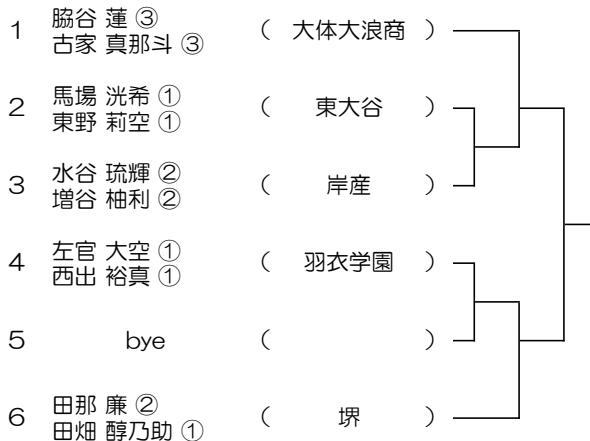 脇谷 蓮 ③
1 ( 大体大浪商 )
古家 真那斗 ③
馬場 洸希 ①
2 ( 東大谷 )
東野 莉空 ①
水谷 琉輝 ②
3 ( 岸産 )
増谷 柚利 ②
左官 大空 ①
4 ( 羽衣学園 )
西出 裕真 ①
5 bye ( )
田那 廉 ②
6 ( 堺 )
田畑 醇乃助 ①